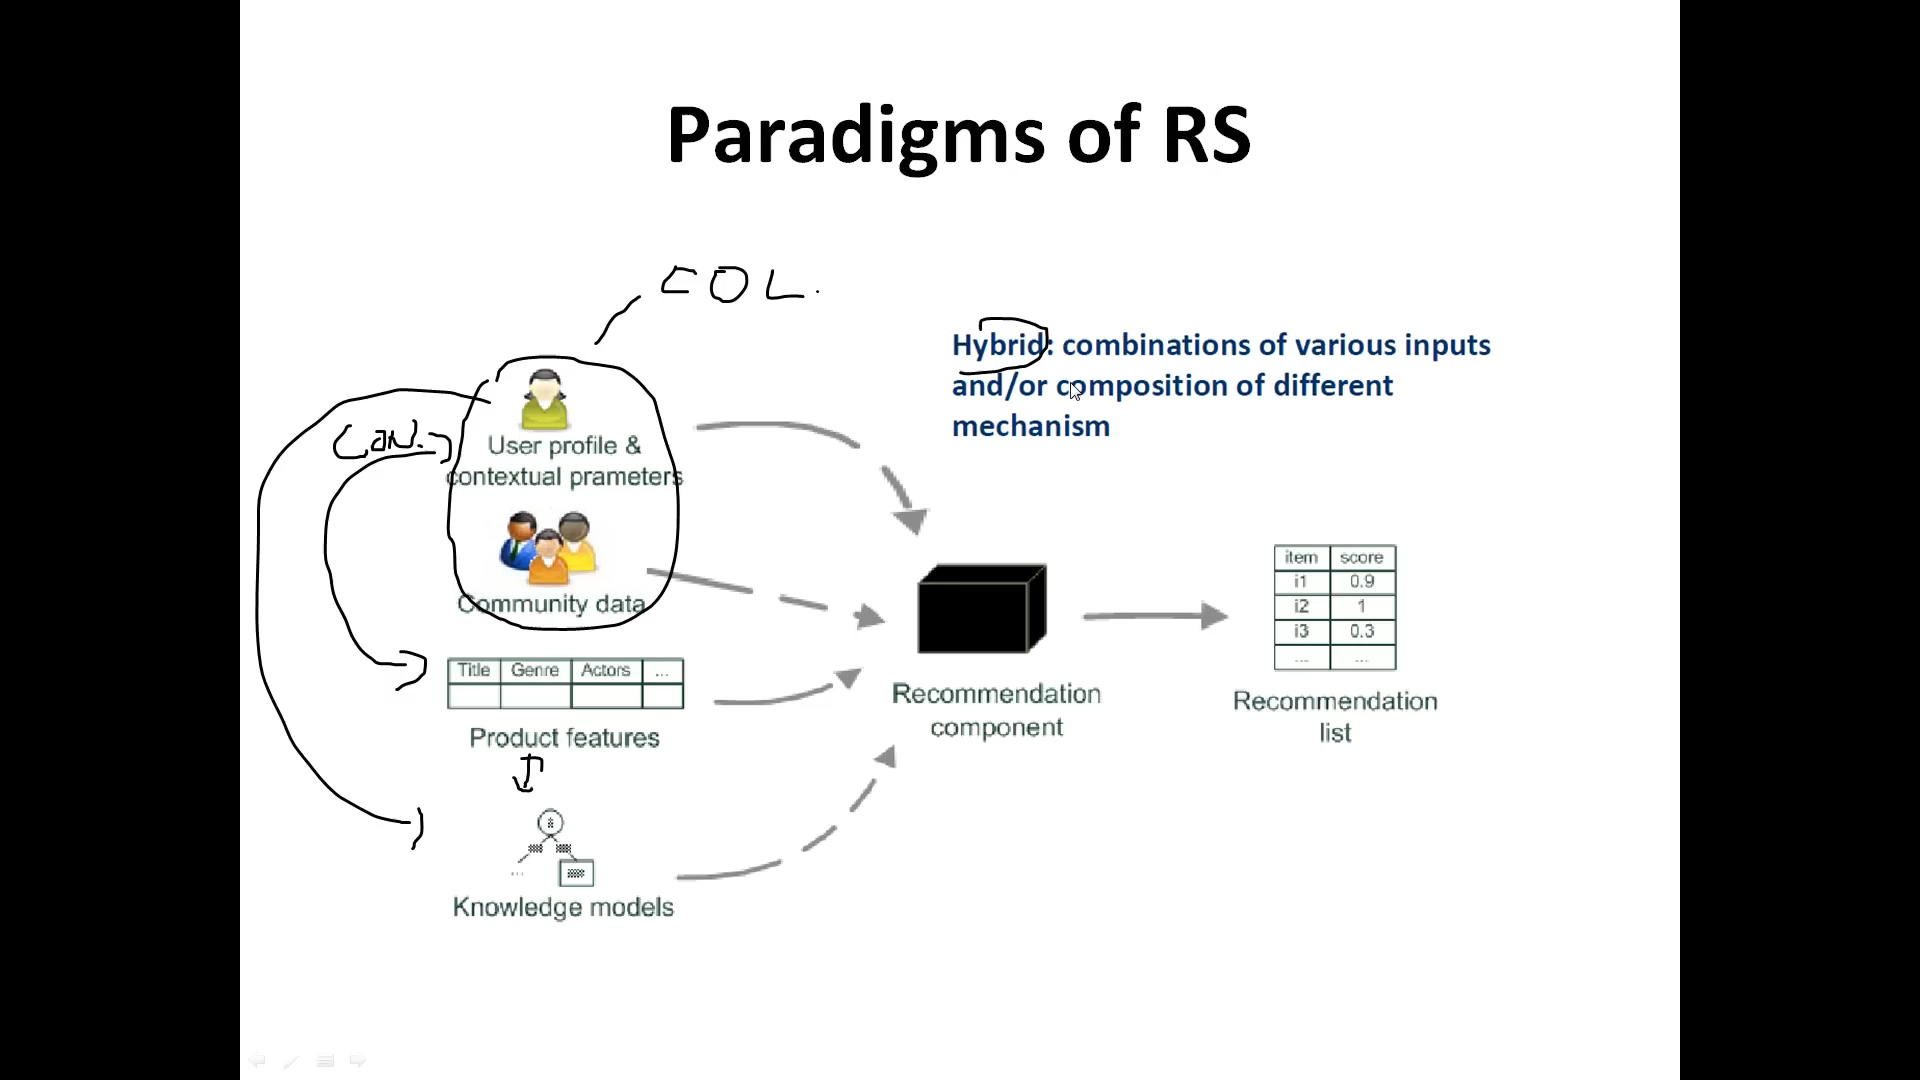 Paradigms of RS
COL.
Hybrid: combinations of various inputs
and/or composition of different
mechanism
Con.
User profile &
contextual prameters
Community data
Title Genre Actors ...
Product features
Knowledge models
Recommendation
component
item score
i1 0.9
i2 1
i3 0.3
... ...
Recommendation
list